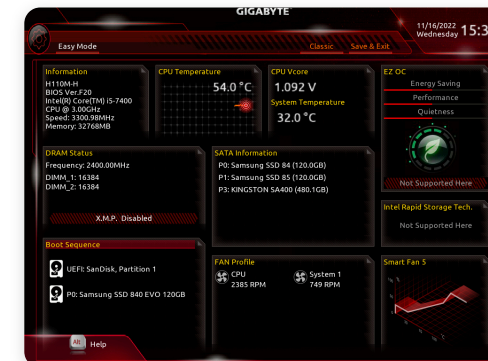 GIGABYTE
11/16/2022
Wednesday
Easy Mode
Classic
Save & Exit
Information
H110M-H
BIOS Ver.F20
Intel(R) Core(TM) i5-7400
CPU @ 3.00GHz
Speed: 3300.98MHz
Memory: 32768MB
CPU Temperature
54.0 °C
CPU Vcore
1.092 V
System Temperature
32.0 °C
EZ OC
Energy Saving
Performance
Quietness
Not Supported Here
DRAM Status
Frequency: 2400.00MHz
DIMM_1: 16384
DIMM_2: 16384
X.M.P. Disabled
SATA Information
P0: Samsung SSD 84 (120.0GB)
P1: Samsung SSD 85 (120.0GB)
P3: KINGSTON SA400 (480.1GB)
Intel Rapid Storage Tech.
Not Supported Here
Boot Sequence
UEFI: SanDisk, Partition 1
P0: Samsung SSD 840 EVO 120GB
FAN Profile
CPU
2385 RPM
System 1
749 RPM
Smart Fan 5
Alt
Help